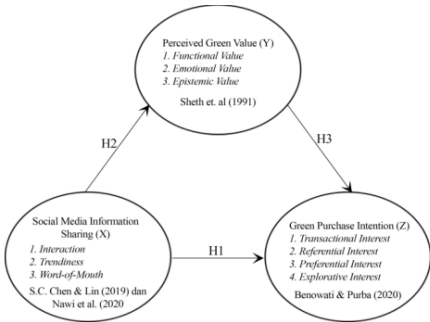 Perceived Green Value (Y)
1. Functional Value
2. Emotional Value
3. Epistemic Value
Sheth et. al (1991)
H2
H3
Social Media Information
Sharing (X)
1. Interaction
2. Trendiness
3. Word-of-Mouth
S.C. Chen & Lin (2019) dan
Nawi et al. (2020
H1
Green Purchase Intention (Z)
1. Transactional Interest
2. Referential Interest
3. Preferential Interest
4. Explorative Interest
Benowati & Purba (2020)